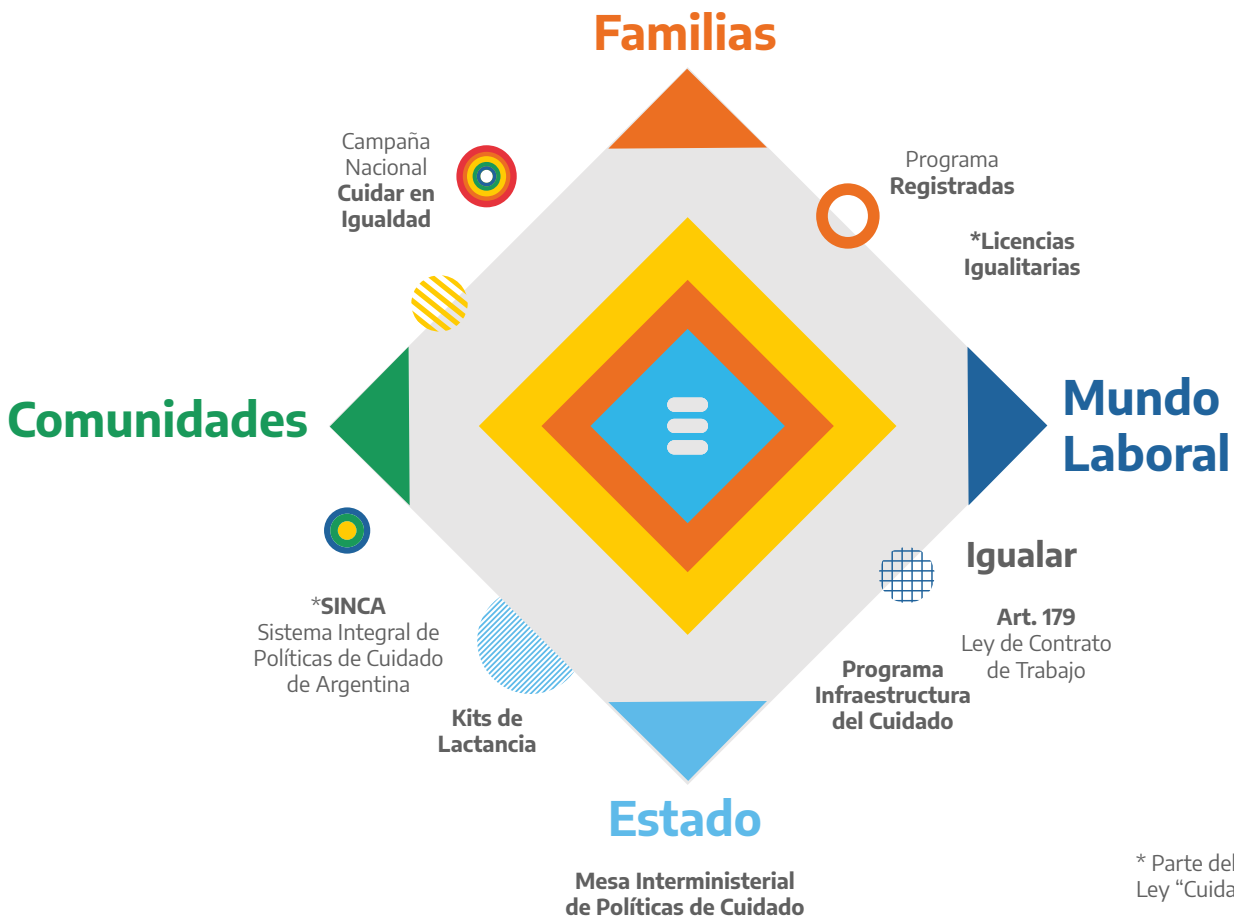 Familias
Campaña
Nacional
Cuidar en
Igualdad
Programa
Registradas
*Licencias
Igualitarias
Comunidades
Mundo
Laboral
*SINCA
Sistema Integral de
Políticas de Cuidado
de Argentina
Igualar
Art. 179
Ley de Contrato
de Trabajo
Programa
Infraestructura
del Cuidado
Kits de
Lactancia
Estado
Mesa Interministerial
de Políticas de Cuidado
* Parte del
Ley “Cuida